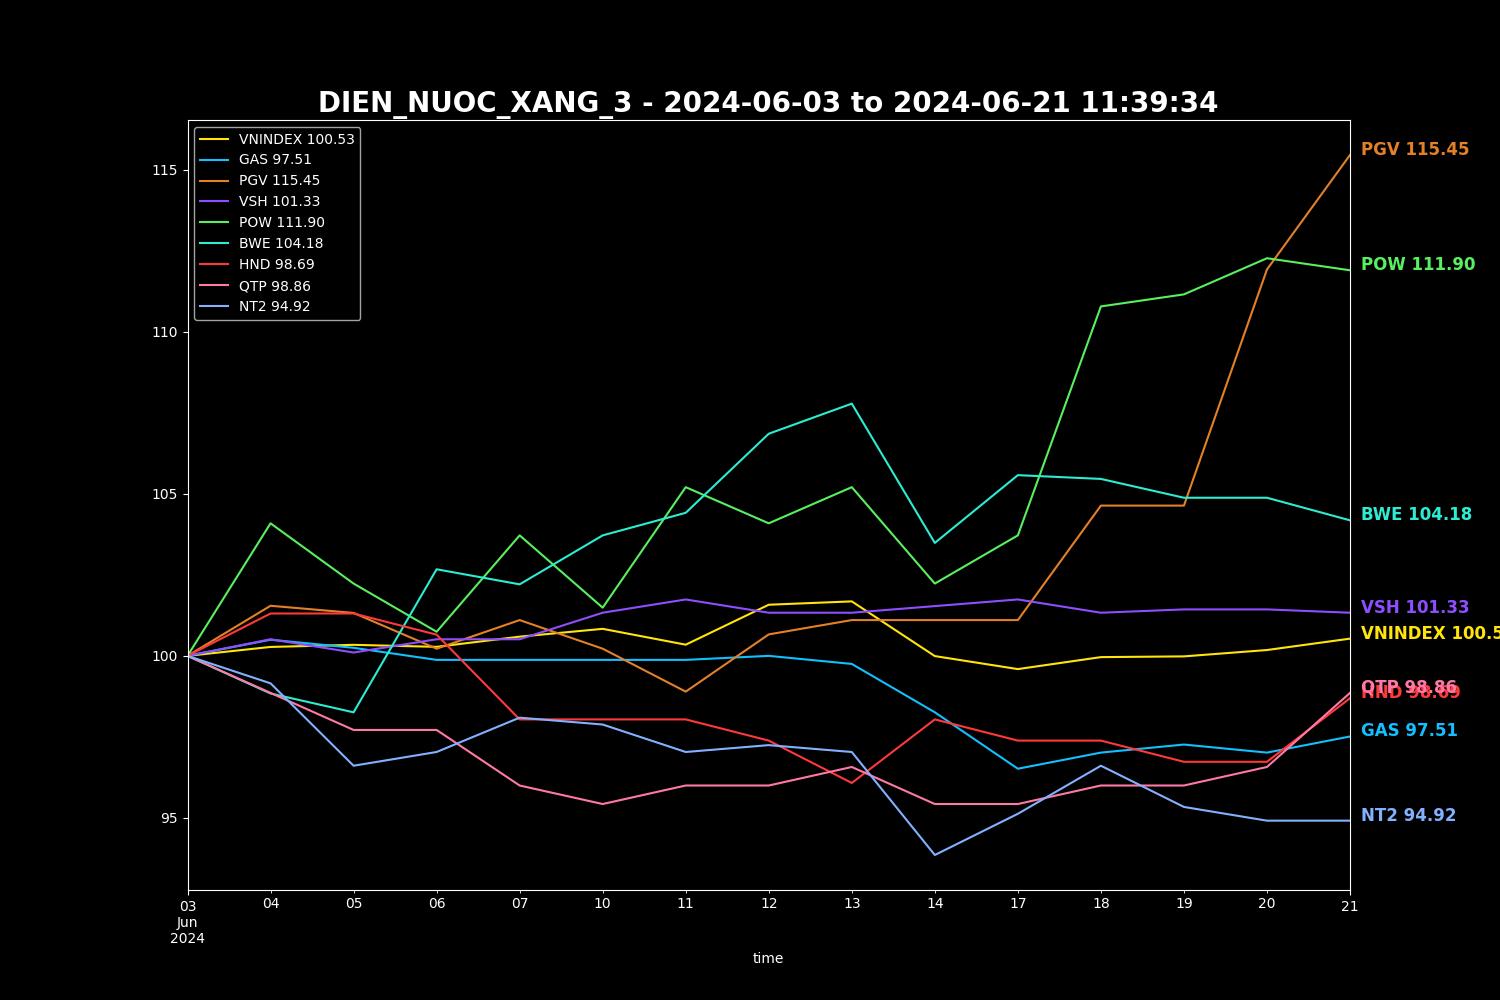 DIEN_NUOC_XANG_3 - 2024-06-03 to 2024-06-21 11:39:34
VNINDEX 100.53
GAS 97.51
PGV 115.45
VSH 101.33
POW 111.90
BWE 104.18
HND 98.69
QTP 98.86
NT2 94.92
115
110
105
100
95
PGV 115.45
POW 111.90
BWE 104.18
VSH 101.33
VNINDEX 100.5
QTP 98.86
HND 98.69
GAS 97.51
NT2 94.92
03 04 05 06 07 10 11 12 13 14 17 18 19 20 21
Jun
2024
time